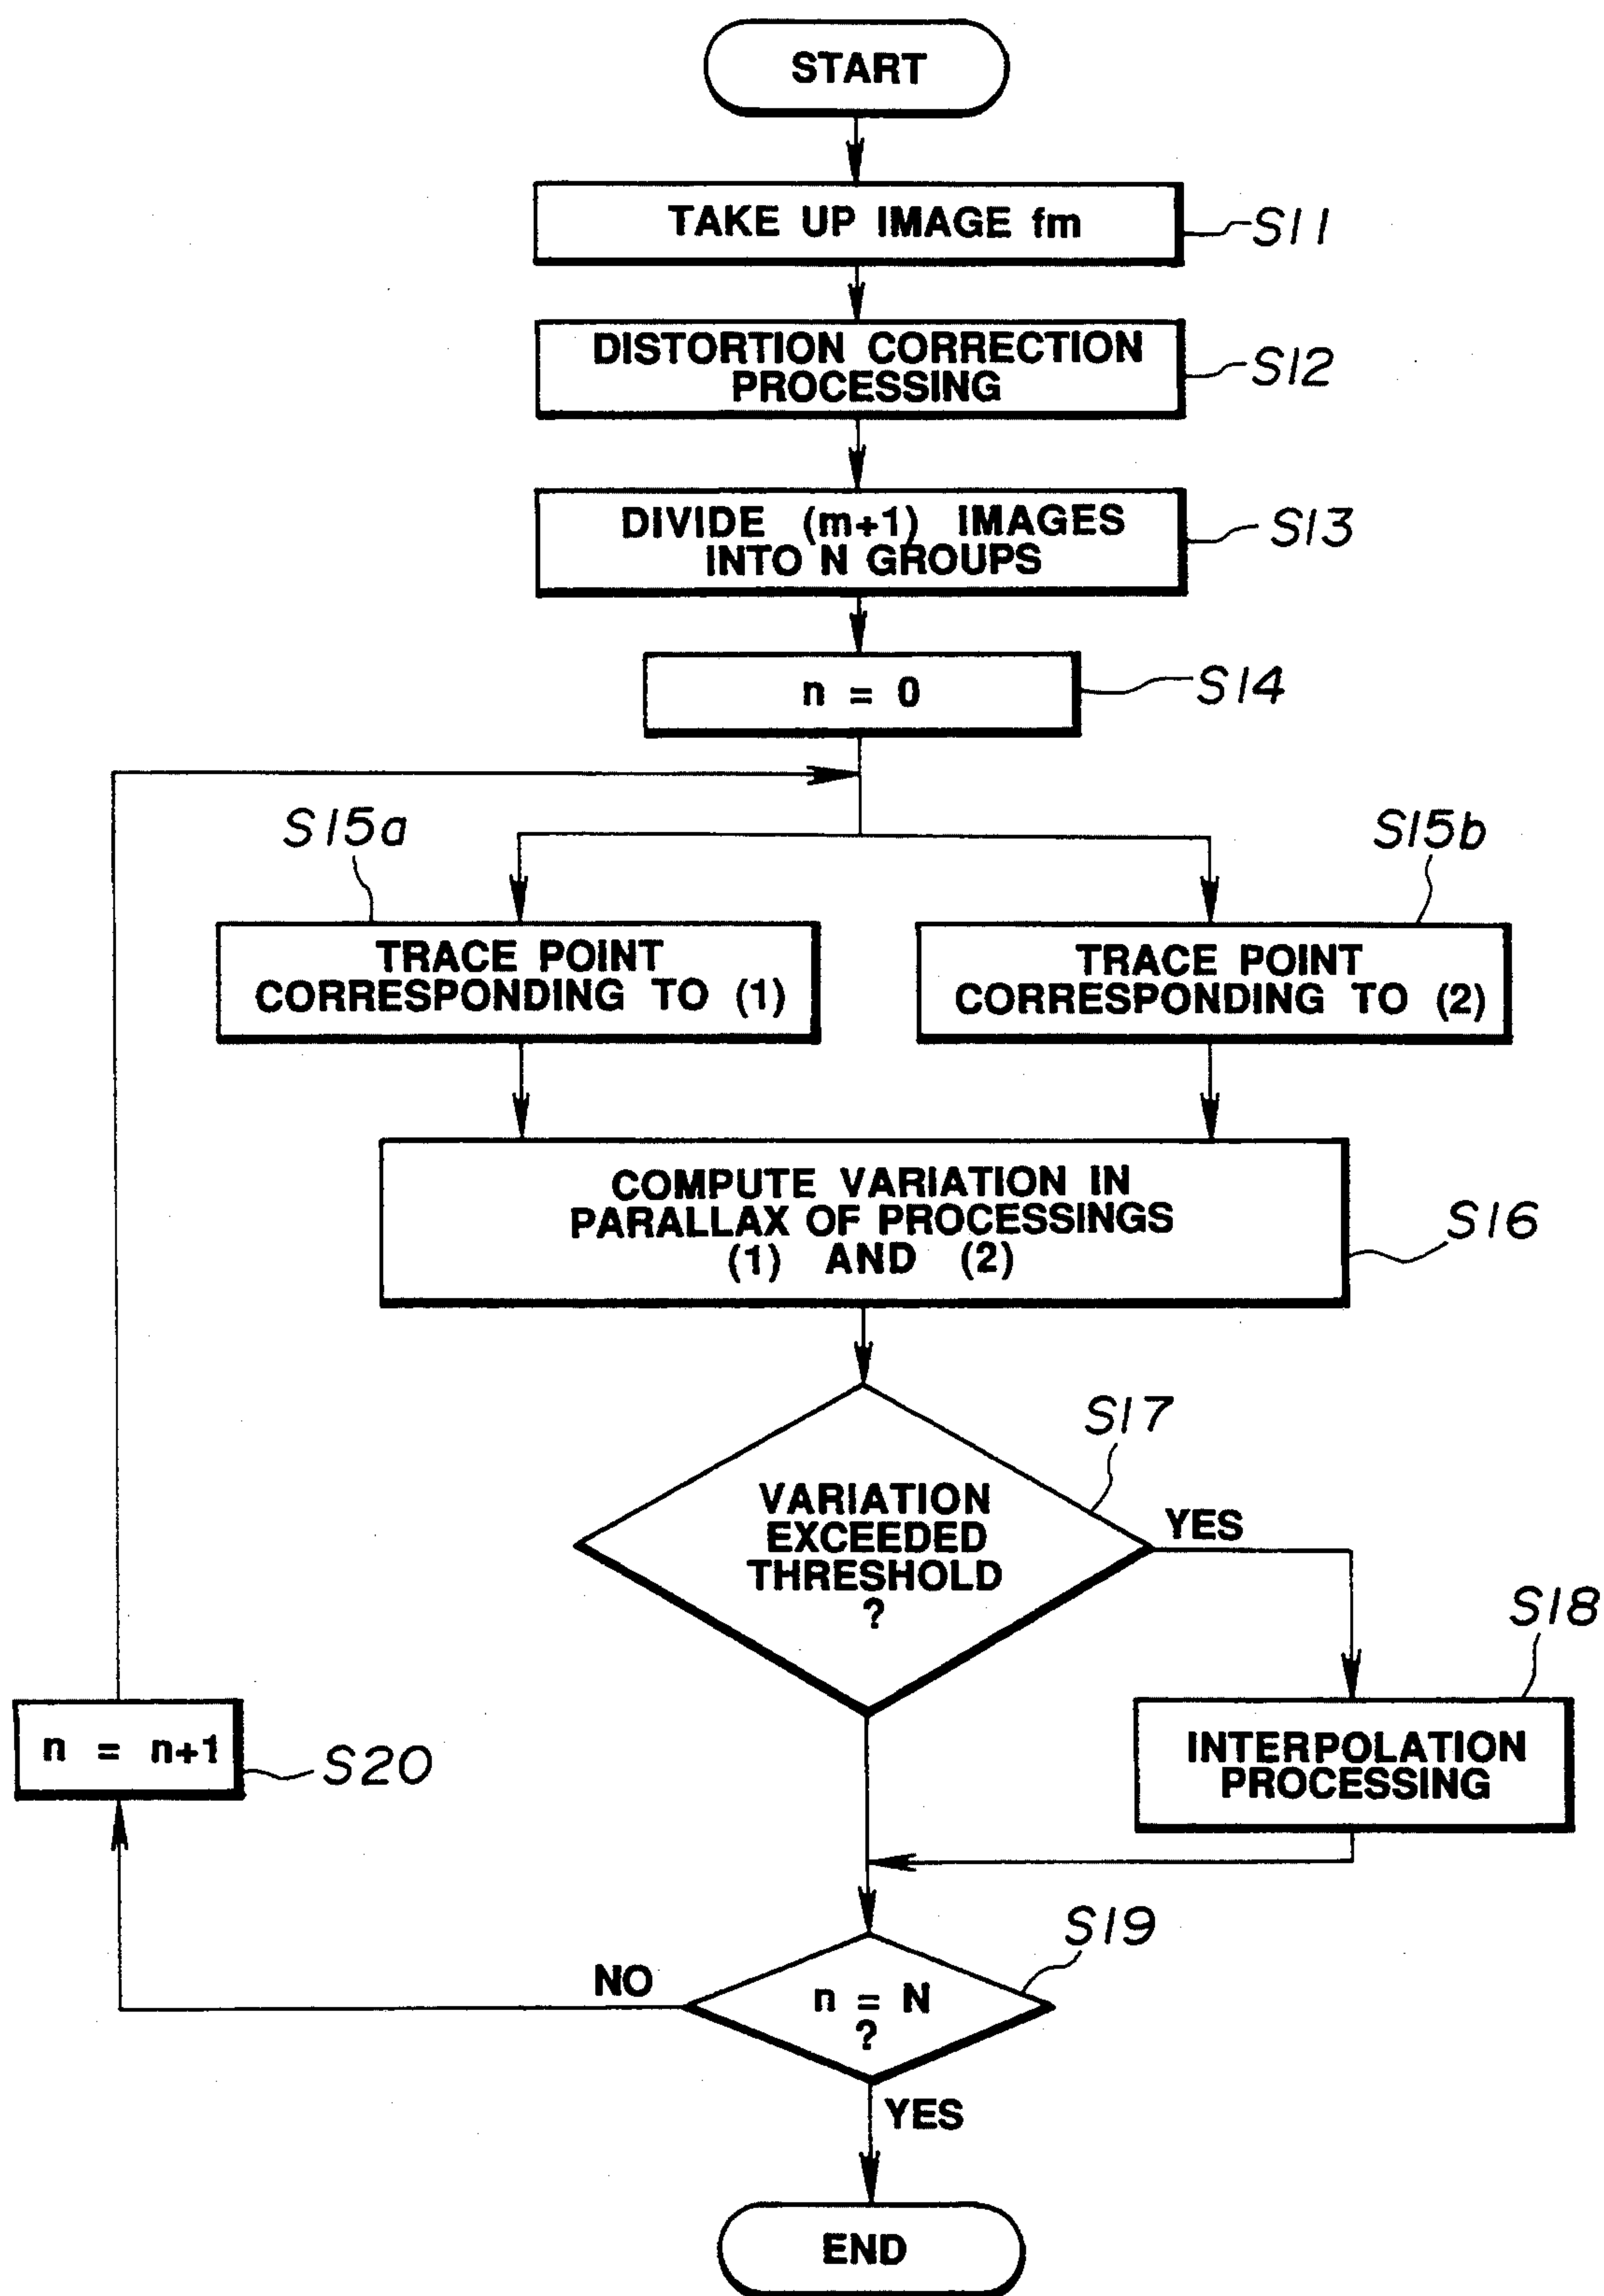 START
TAKE UP IMAGE fm
S11
DISTORTION CORRECTION
PROCESSING
S12
DIVIDE (m+1) IMAGES
INTO N GROUPS
S13
n = 0
S14
S15a
S15b
TRACE POINT
CORRESPONDING TO (1)
TRACE POINT
CORRESPONDING TO (2)
COMPUTE VARIATION IN
PARALLAX OF PROCESSINGS
(1) AND (2)
S16
S17
VARIATION
EXCEEDED
THRESHOLD
?
YES
S18
INTERPOLATION
PROCESSING
n = n+1
S20
S19
NO
n = N
?
YES
END